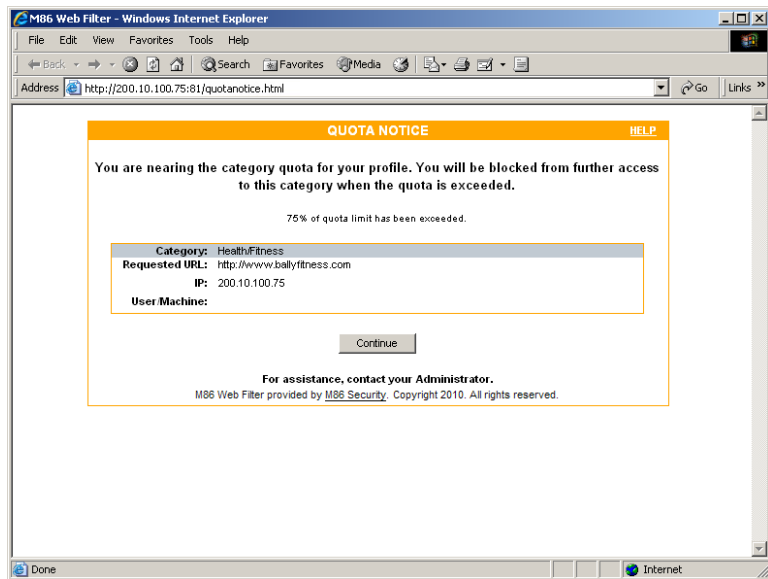 M86 Web Filter - Windows Internet Explorer
File Edit View Favorites Tools Help
Back Search Favorites Media
Address http://200.10.100.75:81/quotanotice.html Go Links »
QUOTA NOTICE HELP
You are nearing the category quota for your profile. You will be blocked from further access
to this category when the quota is exceeded.
75% of quota limit has been exceeded.
Category: Health/Fitness
Requested URL: http://www.ballyfitness.com
IP: 200.10.100.75
User/Machine:
Continue
For assistance, contact your Administrator.
M86 Web Filter provided by M86 Security. Copyright 2010. All rights reserved.
Done Internet